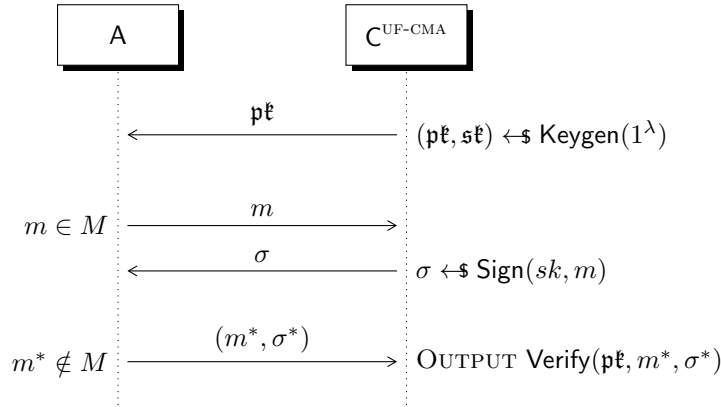 A C^UF-CMA
𝔭𝔨 (𝔭𝔨, 𝔰𝔨) ←$ Keygen(1^λ)
m ∈ M m
σ σ ←$ Sign(sk, m)
m* ∉ M (m*, σ*) OUTPUT Verify(𝔭𝔨, m*, σ*)